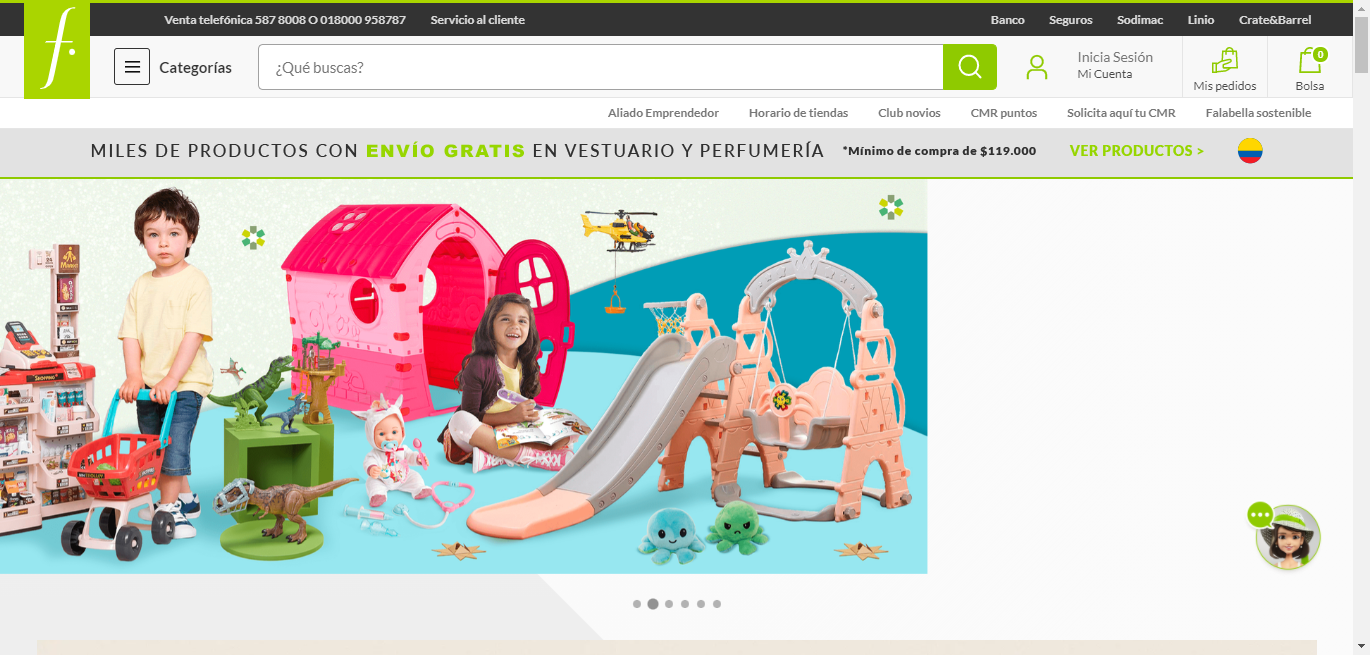 Venta telefónica 587 8008 O 018000 958787 Servicio al cliente Banco Seguros Sodimac Linio Crate&Barrel
f.
Categorías
¿Qué buscas?
Inicia Sesión
Mi Cuenta
Mis pedidos
0
Bolsa
Aliado Emprendedor Horario de tiendas Club novios CMR puntos Solicita aquí tu CMR Falabella sostenible
MILES DE PRODUCTOS CON ENVÍO GRATIS EN VESTUARIO Y PERFUMERÍA *Mínimo de compra de $119.000 VER PRODUCTOS >